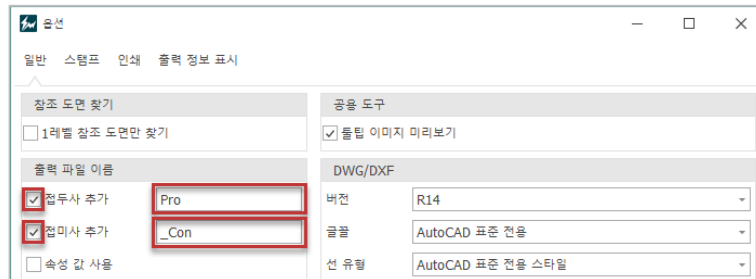 옵션
일반 스탬프 인쇄 출력 정보 표시
참조 도면 찾기
1레벨 참조 도면만 찾기
공용 도구
툴팁 이미지 미리보기
출력 파일 이름
접두사 추가 Pro
접미사 추가 _Con
속성 값 사용
DWG/DXF
버전 R14
글꼴 AutoCAD 표준 전용
선 유형 AutoCAD 표준 전용 스타일